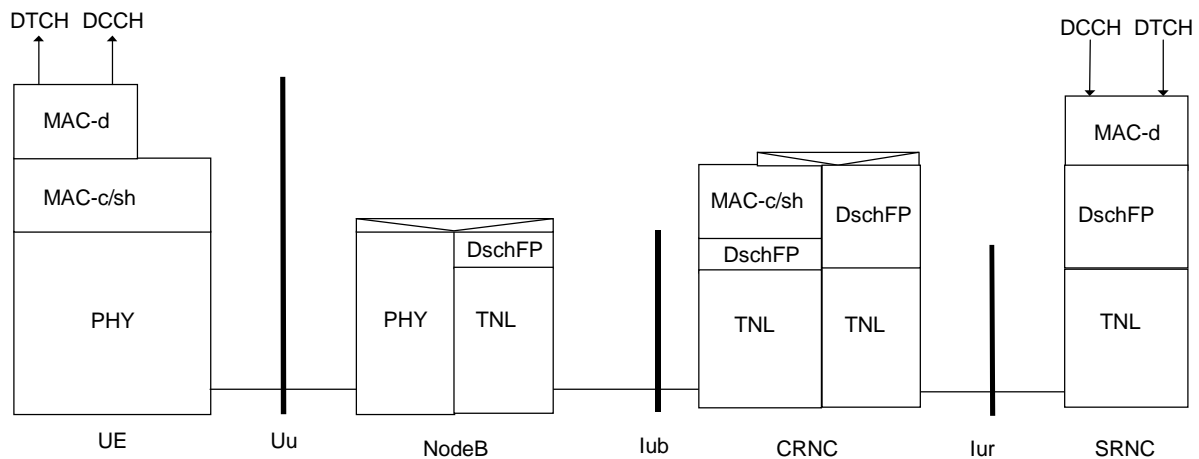 DTCH DCCH
DCCH DTCH
MAC-d
MAC-d
MAC-c/sh
MAC-c/sh
DschFP
DschFP
DschFP
DschFP
PHY
PHY
TNL
TNL
TNL
TNL
UE
Uu
NodeB
Iub
CRNC
Iur
SRNC